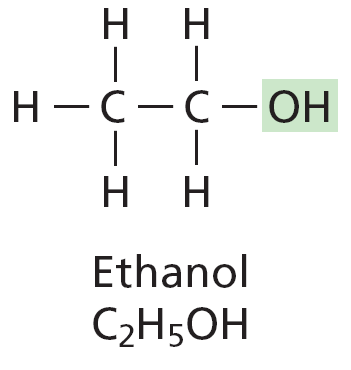 H H
H — C — C — OH
H H
Ethanol
C₂H₅OH